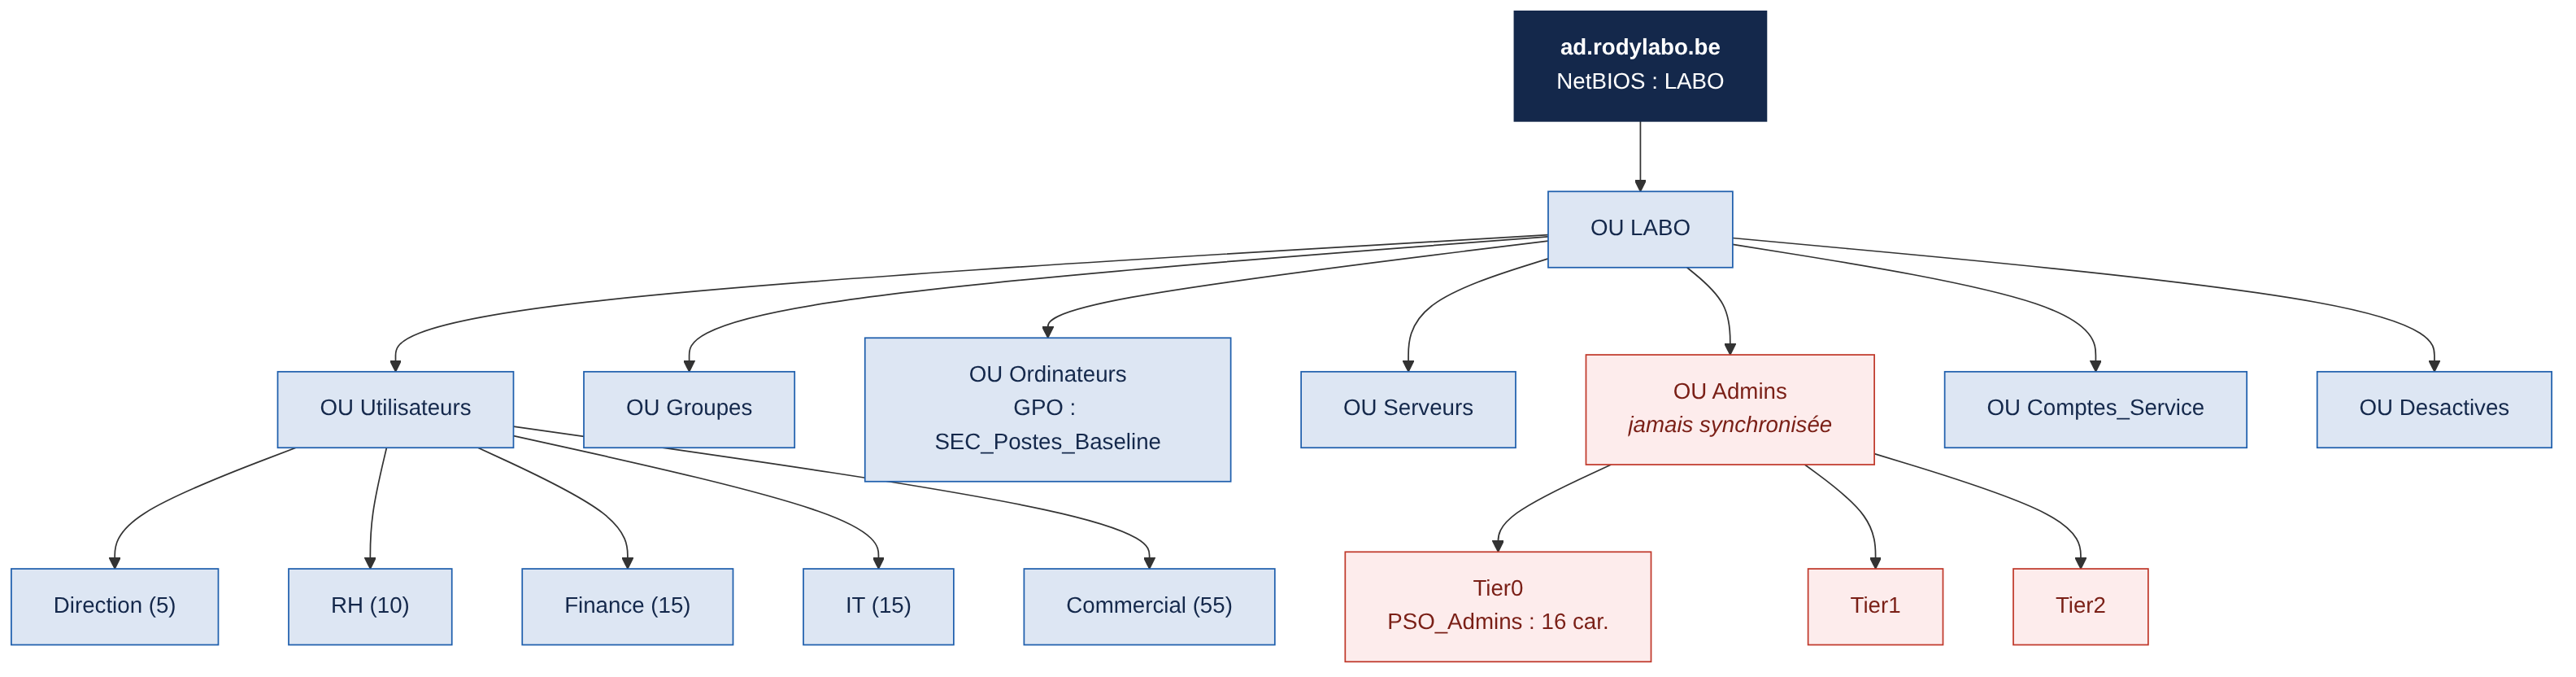 ad.rodylabo.be
NetBIOS : LABO
OU LABO
OU Utilisateurs
OU Groupes
OU Ordinateurs
GPO :
SEC_Postes_Baseline
OU Serveurs
OU Admins
jamais synchronisée
OU Comptes_Service
OU Desactives
Direction (5)
RH (10)
Finance (15)
IT (15)
Commercial (55)
Tier0
PSO_Admins : 16 car.
Tier1
Tier2